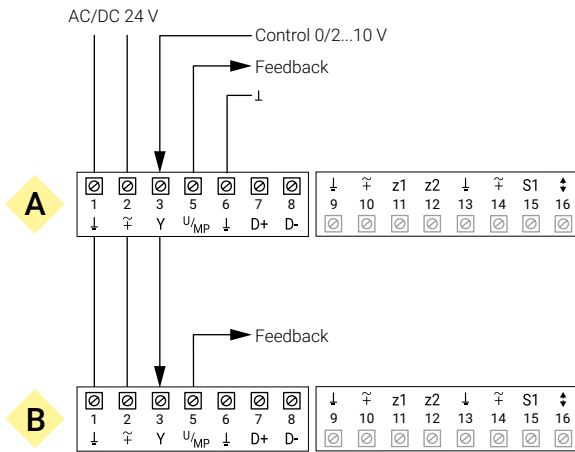 AC/DC 24 V
Control 0/2...10 V
Feedback
⊥
A
1 2 3 5 6 7 8
⏚ ~̅+ Y U/MP ⏚ D+ D-
⏚ ~̅+ z1 z2 ⏚ ~̅+ S1
9 10 11 12 13 14 15 16
Feedback
B
1 2 3 5 6 7 8
⏚ ~̅+ Y U/MP ⏚ D+ D-
⏚ ~̅+ z1 z2 ⏚ ~̅+ S1
9 10 11 12 13 14 15 16